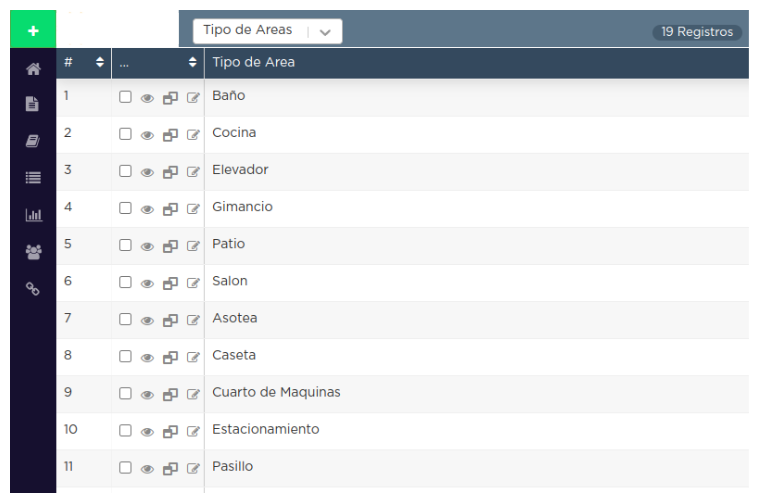 Tipo de Areas
19 Registros
# ... Tipo de Area
1 Baño
2 Cocina
3 Elevador
4 Gimancio
5 Patio
6 Salon
7 Asotea
8 Caseta
9 Cuarto de Maquinas
10 Estacionamiento
11 Pasillo